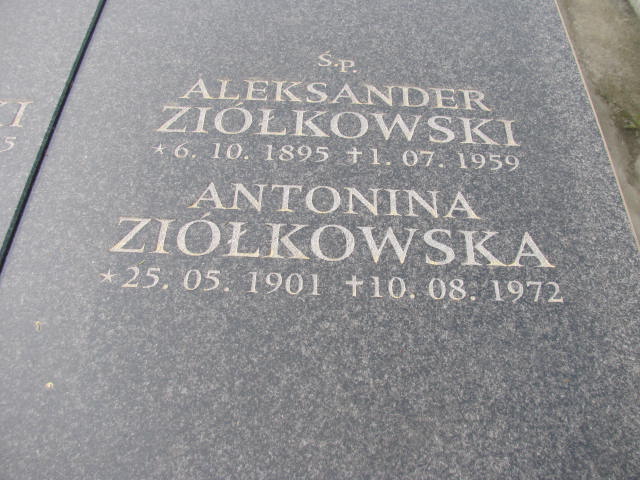 Ś.P.
ALEKSANDER
ZIÓŁKOWSKI
*6. 10. 1895 +1. 07. 1959
ANTONINA
ZIÓŁKOWSKA
*25. 05. 1901 +10. 08. 1972